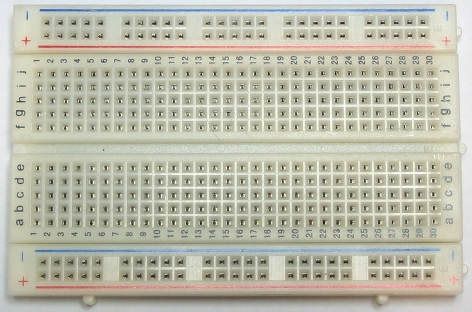 − −
+ +
1 2 3 4 5 6 7 8 9 10 11 12 13 14 15 16 17 18 19 20 21 22 23 24 25 26 27 28 29 30
j j
i i
h h
g g
f f
e e
d d
c c
b b
a a
1 2 3 4 5 6 7 8 9 10 11 12 13 14 15 16 17 18 19 20 21 22 23 24 25 26 27 28 29 30
− −
+ +